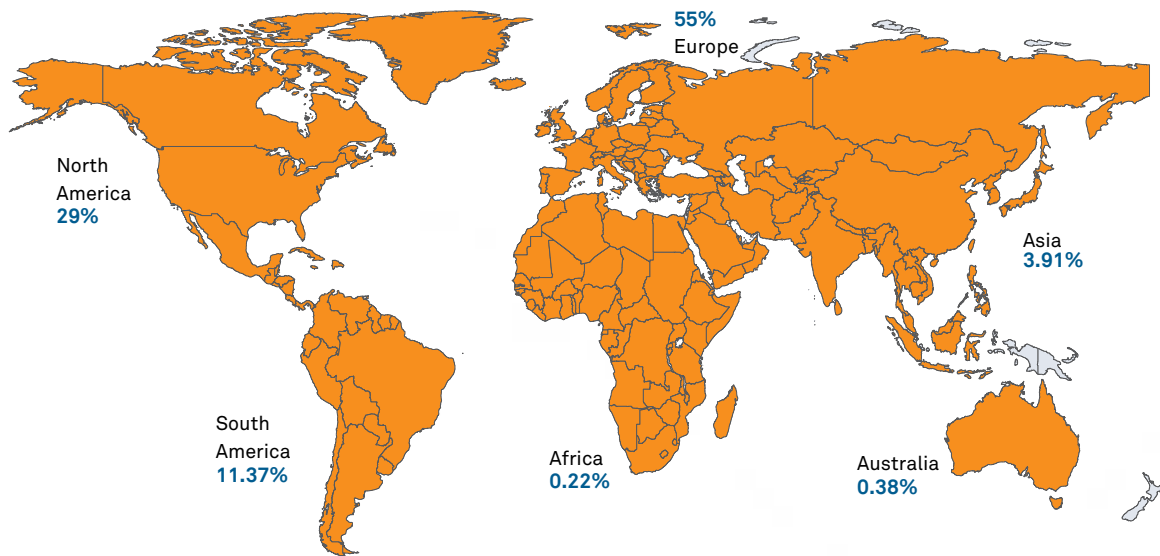 55%
Europe
North
America
29%
Asia
3.91%
South
America
11.37%
Africa
0.22%
Australia
0.38%